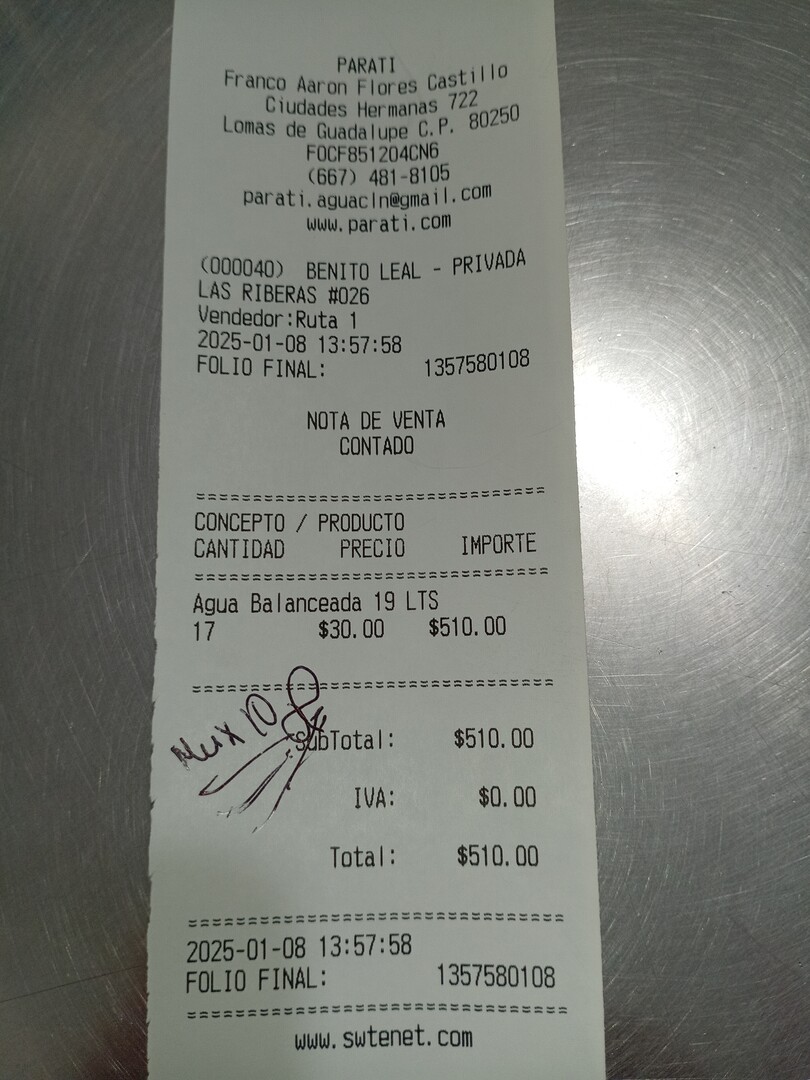 PARATI
Franco Aaron Flores Castillo
Ciudades Hermanas 722
Lomas de Guadalupe C.P. 80250
FOCF851204CN6
(667) 481-8105
parati.aguacln@gmail.com
www.parati.com
(000040) BENITO LEAL - PRIVADA
LAS RIBERAS #026
Vendedor:Ruta 1
2025-01-08 13:57:58
FOLIO FINAL: 1357580108
NOTA DE VENTA
CONTADO
================================
CONCEPTO / PRODUCTO
CANTIDAD PRECIO IMPORTE
================================
Agua Balanceada 19 LTS
17 $30.00 $510.00
================================
SubTotal: $510.00
IVA: $0.00
Total: $510.00
================================
2025-01-08 13:57:58
FOLIO FINAL: 1357580108
================================
www.swtenet.com